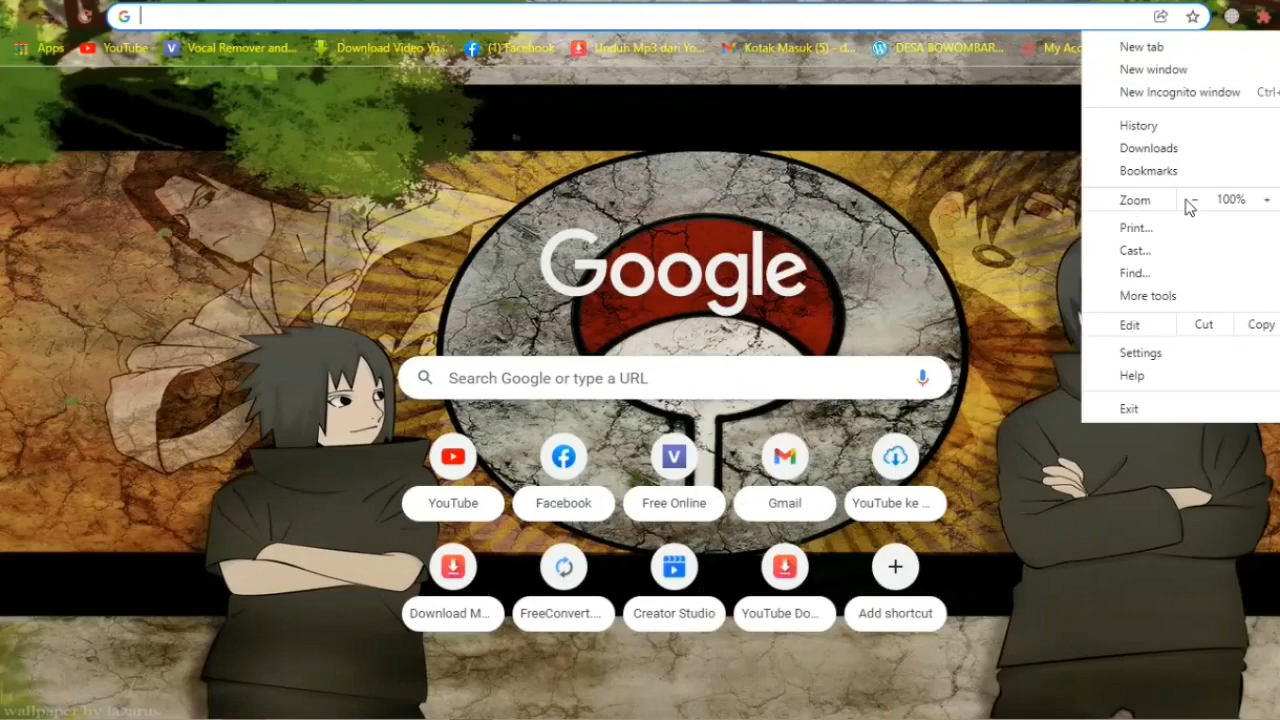 Apps YouTube Vocal Remover and... Download Video Yo... (1) Facebook Unduh Mp3 dari Yo... Kotak Masuk (5) - d... DESA BOWOMBAR... My Acc
New tab
New window
New Incognito window Ctrl+
History
Downloads
Bookmarks
Zoom - 100% +
Print...
Cast...
Find...
More tools
Edit Cut Copy
Settings
Help
Exit
Google
Search Google or type a URL
YouTube Facebook Free Online Gmail YouTube ke ...
Download M... FreeConvert.... Creator Studio YouTube Do... Add shortcut
wallpaper by la2arus